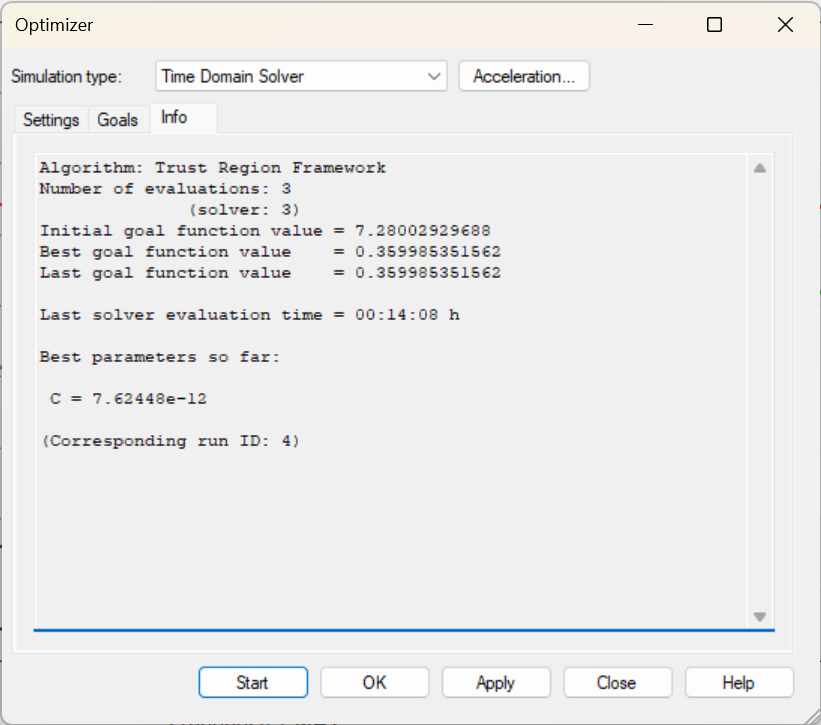 Optimizer
Simulation type: Time Domain Solver Acceleration...
Settings Goals Info
Algorithm: Trust Region Framework
Number of evaluations: 3
(solver: 3)
Initial goal function value = 7.28002929688
Best goal function value = 0.359985351562
Last goal function value = 0.359985351562
Last solver evaluation time = 00:14:08 h
Best parameters so far:
C = 7.62448e-12
(Corresponding run ID: 4)
Start OK Apply Close Help